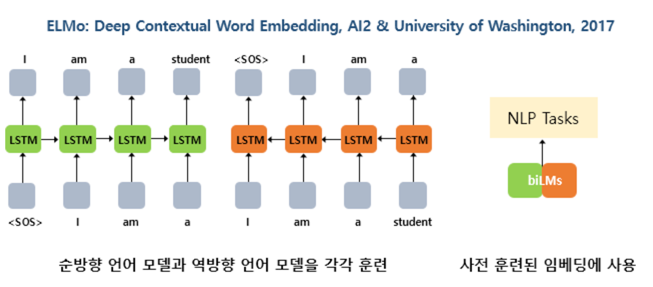 ELMo: Deep Contextual Word Embedding, AI2 & University of Washington, 2017
I am a student <SOS> I am a
LSTM LSTM LSTM LSTM LSTM LSTM LSTM LSTM
<SOS> I am a I am a student
NLP Tasks
biLMs
순방향 언어 모델과 역방향 언어 모델을 각각 훈련
사전 훈련된 임베딩에 사용